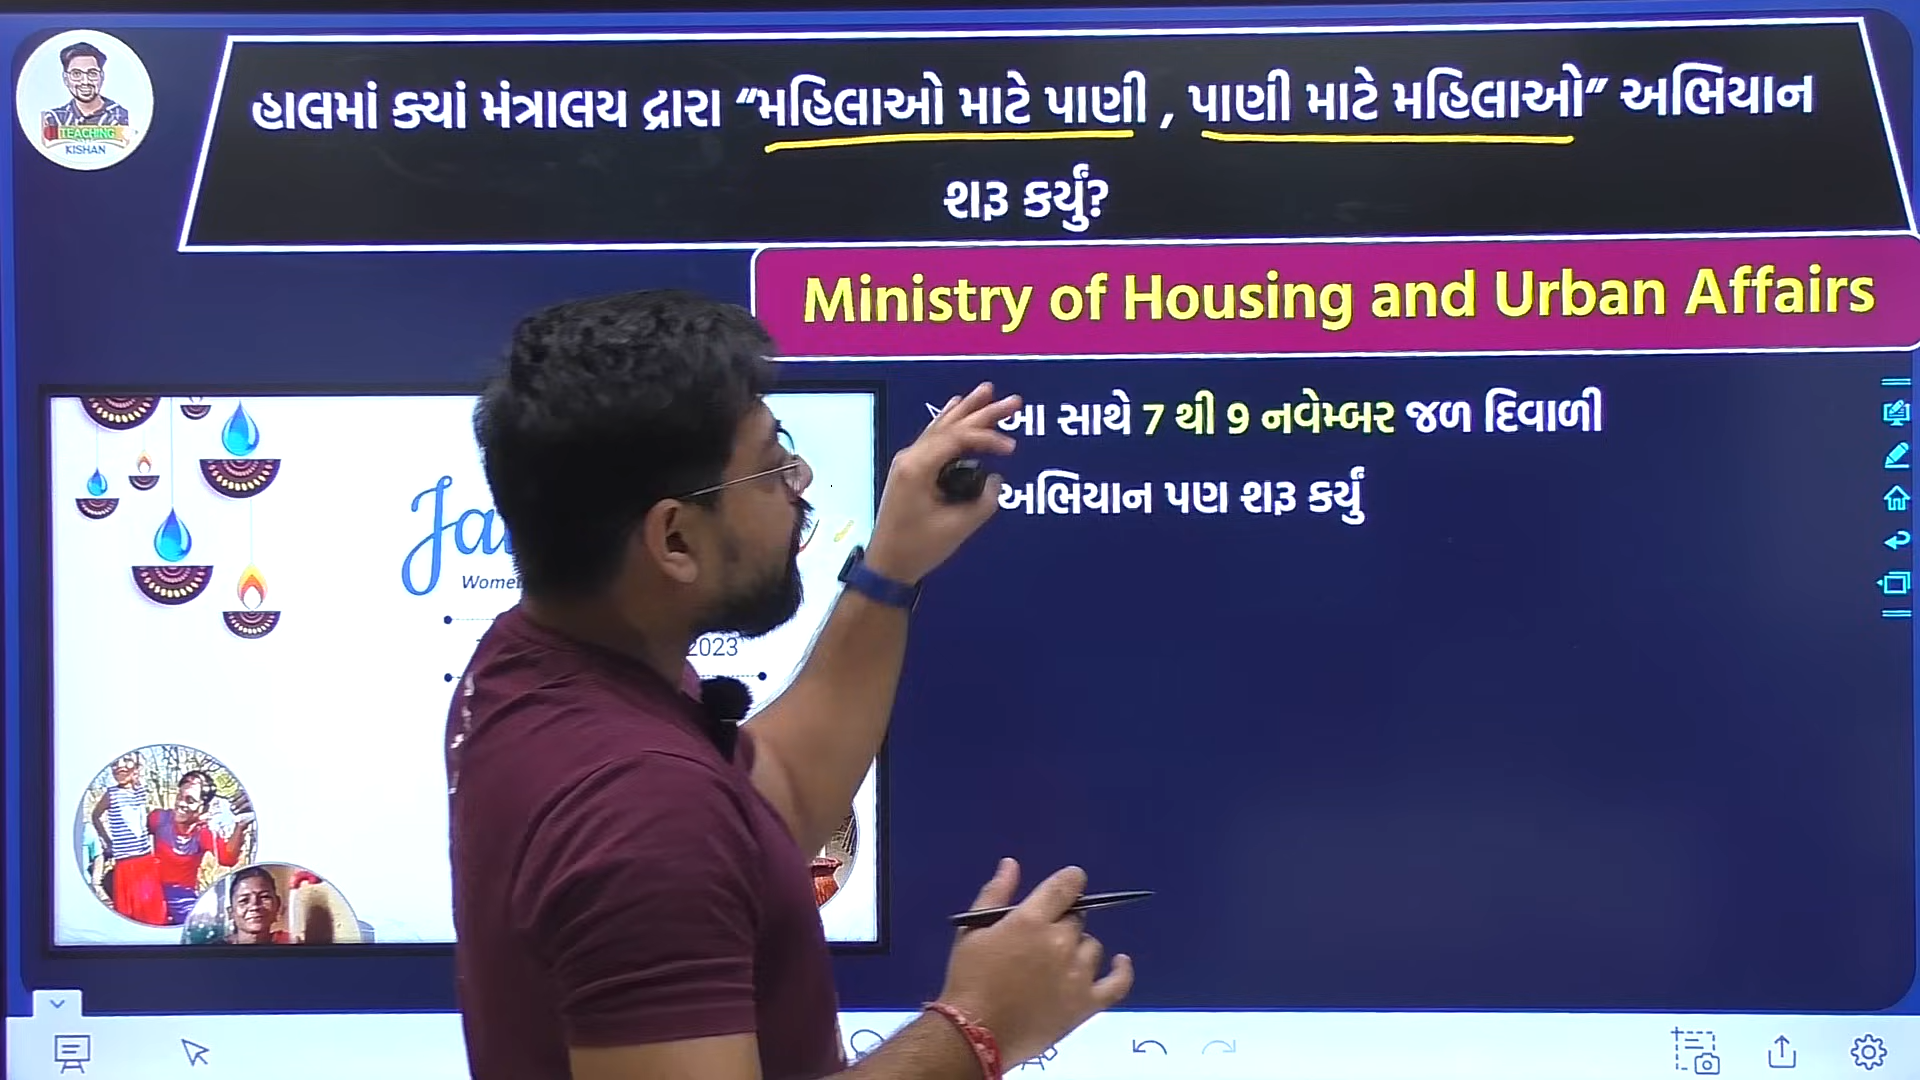 TEACHING
KISHAN
હાલમાં ક્યાં મંત્રાલય દ્રારા “મહિલાઓ માટે પાણી , પાણી માટે મહિલાઓ” અભિયાન
શરૂ કર્યું?
Ministry of Housing and Urban Affairs
આ સાથે 7 થી 9 નવેમ્બર જળ દિવાળી
અભિયાન પણ શરૂ કર્યું
2023